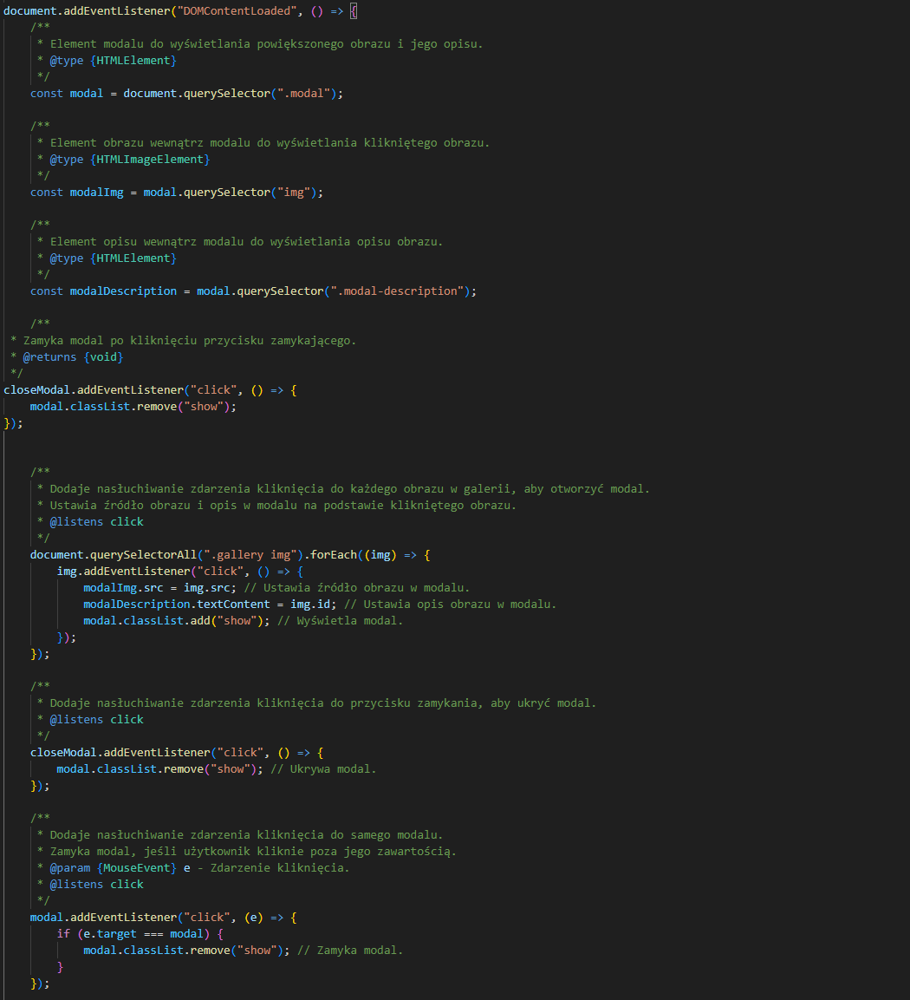 document.addEventListener("DOMContentLoaded", () => {
    /**
     * Element modalu do wyświetlania powiększonego obrazu i jego opisu.
     * @type {HTMLElement}
     */
    const modal = document.querySelector(".modal");

    /**
     * Element obrazu wewnątrz modalu do wyświetlania klikniętego obrazu.
     * @type {HTMLImageElement}
     */
    const modalImg = modal.querySelector("img");

    /**
     * Element opisu wewnątrz modalu do wyświetlania opisu obrazu.
     * @type {HTMLElement}
     */
    const modalDescription = modal.querySelector(".modal-description");

    /**
 * Zamyka modal po kliknięciu przycisku zamykającego.
 * @returns {void}
 */
closeModal.addEventListener("click", () => {
    modal.classList.remove("show");
});


    /**
     * Dodaje nasłuchiwanie zdarzenia kliknięcia do każdego obrazu w galerii, aby otworzyć modal.
     * Ustawia źródło obrazu i opis w modalu na podstawie klikniętego obrazu.
     * @listens click
     */
    document.querySelectorAll(".gallery img").forEach((img) => {
        img.addEventListener("click", () => {
            modalImg.src = img.src; // Ustawia źródło obrazu w modalu.
            modalDescription.textContent = img.id; // Ustawia opis obrazu w modalu.
            modal.classList.add("show"); // Wyświetla modal.
        });
    });

    /**
     * Dodaje nasłuchiwanie zdarzenia kliknięcia do przycisku zamykania, aby ukryć modal.
     * @listens click
     */
    closeModal.addEventListener("click", () => {
        modal.classList.remove("show"); // Ukrywa modal.
    });

    /**
     * Dodaje nasłuchiwanie zdarzenia kliknięcia do samego modalu.
     * Zamyka modal, jeśli użytkownik kliknie poza jego zawartością.
     * @param {MouseEvent} e - Zdarzenie kliknięcia.
     * @listens click
     */
    modal.addEventListener("click", (e) => {
        if (e.target === modal) {
            modal.classList.remove("show"); // Zamyka modal.
        }
    });